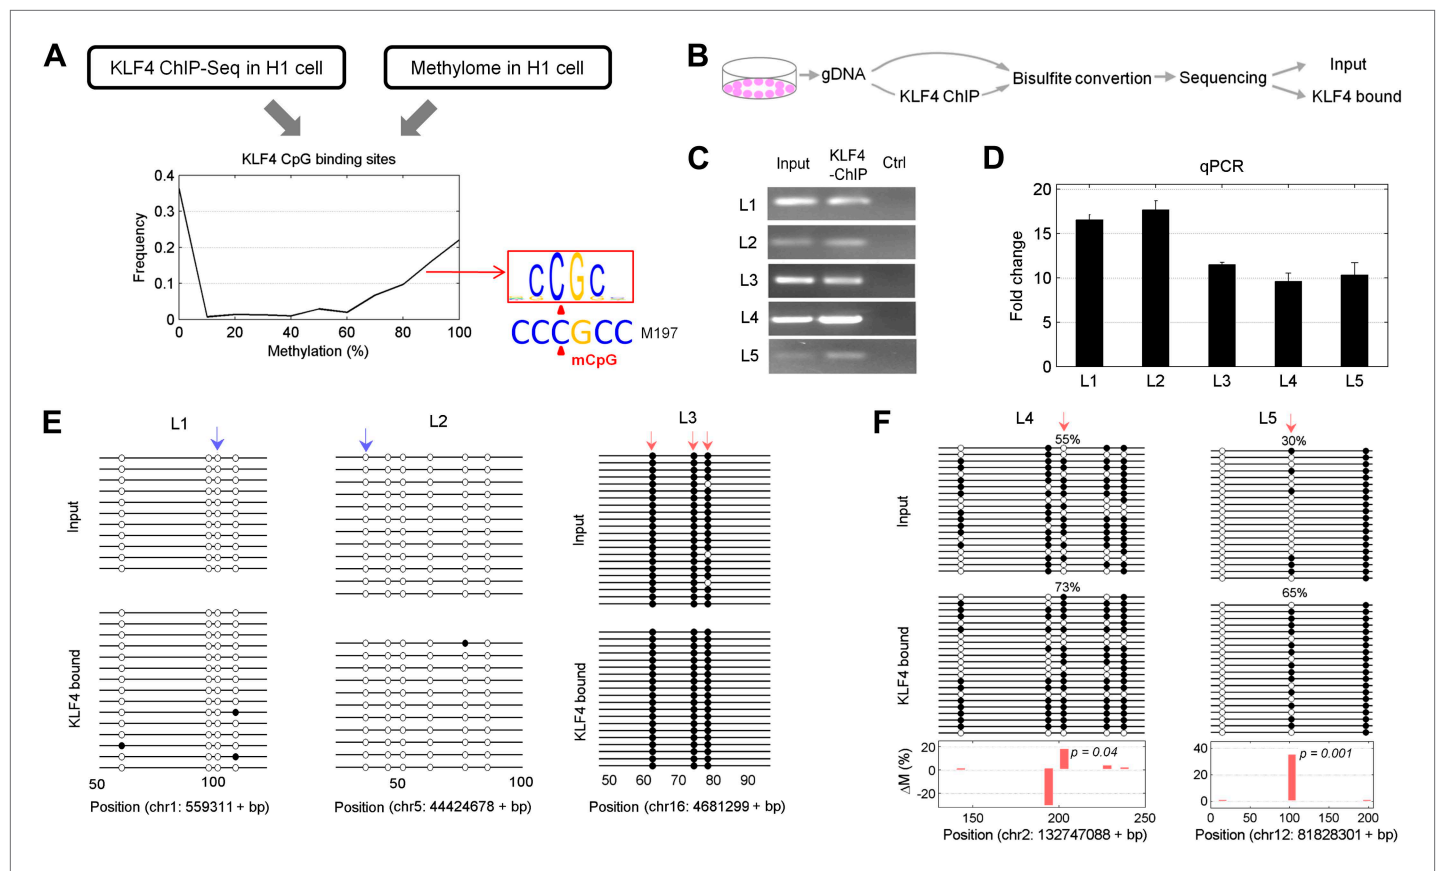 A
KLF4 ChIP-Seq in H1 cell
Methylome in H1 cell
KLF4 CpG binding sites
0.4
0.3
0.2
0.1
0
Frequency
0 20 40 60 80 100
Methylation (%)
CCGC
CCCGCC M197
mCpG
B
gDNA
KLF4 ChIP
Bisulfite convertion
Sequencing
Input
KLF4 bound
C
Input KLF4 -ChIP Ctrl
L1
L2
L3
L4
L5
D
qPCR
Fold change
20
15
10
5
0
L1 L2 L3 L4 L5
E
L1
L2
L3
Input
Input
KLF4 bound
KLF4 bound
50 100
Position (chr1: 559311 + bp)
50 100
Position (chr5: 44424678 + bp)
50 60 70 80 90
Position (chr16: 4681299 + bp)
F
L4
L5
55%
30%
Input
Input
73%
65%
KLF4 bound
KLF4 bound
ΔM (%)
20
0
-20
p = 0.04
150 200 250
Position (chr2: 132747088 + bp)
40
20
0
p = 0.001
0 50 100 150 200
Position (chr12: 81828301 + bp)